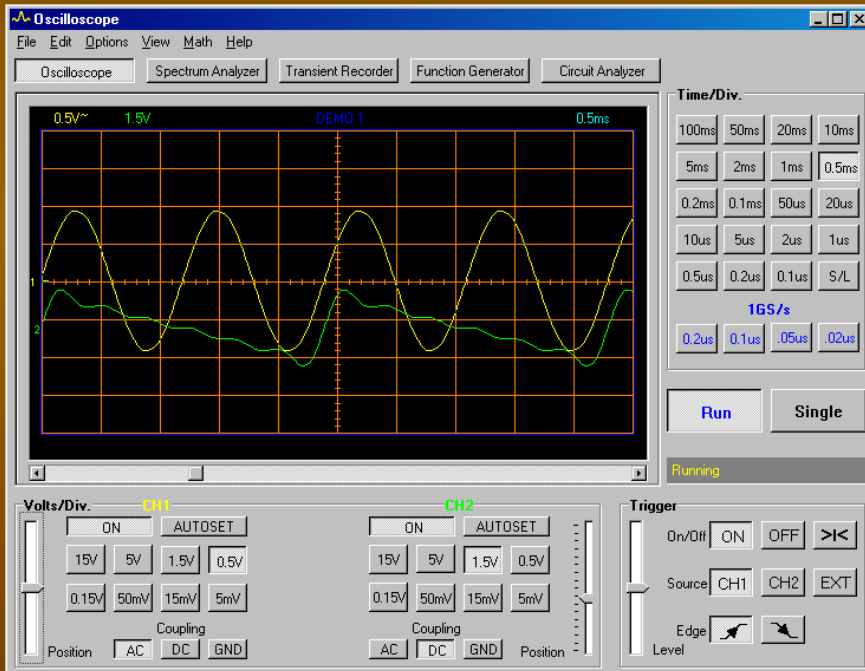 Oscilloscope
File Edit Options View Math Help
Oscilloscope Spectrum Analyzer Transient Recorder Function Generator Circuit Analyzer
0.5V~ 1.5V DEMO 1 0.5ms
1
2
Time/Div.
100ms 50ms 20ms 10ms
5ms 2ms 1ms 0.5ms
0.2ms 0.1ms 50us 20us
10us 5us 2us 1us
0.5us 0.2us 0.1us S/L
1GS/s
0.2us 0.1us .05us .02us
Run Single
Running
Volts/Div. CH1 CH2
ON AUTOSET ON AUTOSET
15V 5V 1.5V 0.5V 15V 5V 1.5V 0.5V
0.15V 50mV 15mV 5mV 0.15V 50mV 15mV 5mV
Coupling Coupling
Position AC DC GND AC DC GND Position
Trigger
On/Off ON OFF >I<
Source CH1 CH2 EXT
Edge
Level